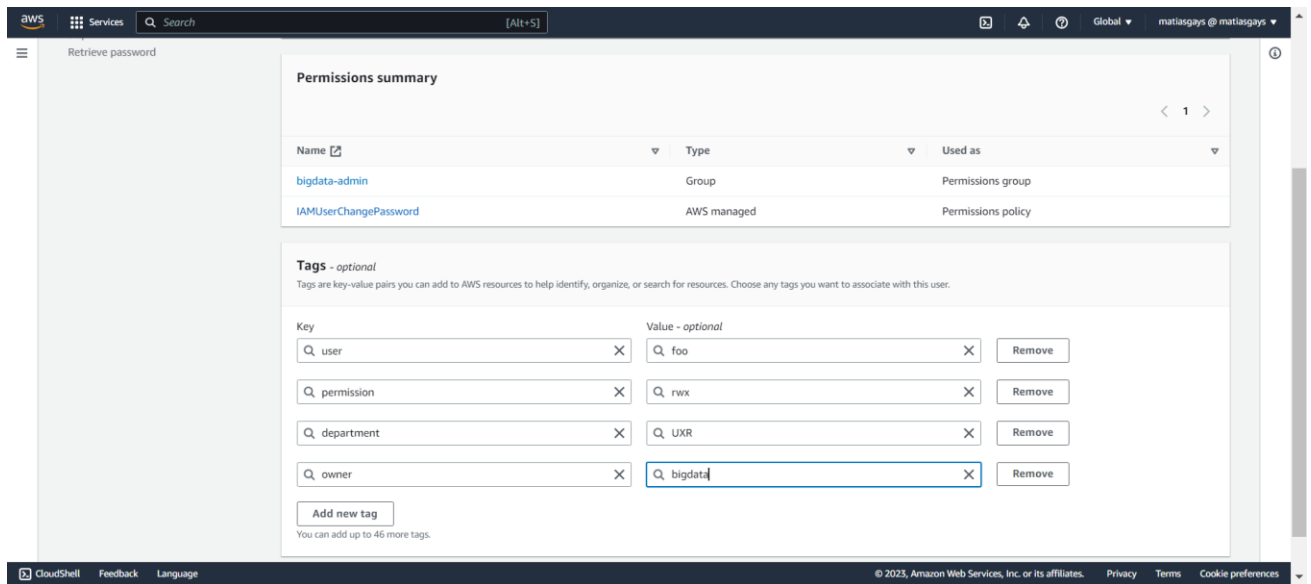 aws Services Search [Alt+S] Global matiasgays @ matiasgays
Retrieve password
Permissions summary
1
Name Type Used as
bigdata-admin Group Permissions group
IAMUserChangePassword AWS managed Permissions policy
Tags - optional
Tags are key-value pairs you can add to AWS resources to help identify, organize, or search for resources. Choose any tags you want to associate with this user.
Key Value - optional
user foo Remove
permission rwx Remove
department UXR Remove
owner bigdata Remove
Add new tag
You can add up to 46 more tags.
CloudShell Feedback Language © 2023, Amazon Web Services, Inc. or its affiliates. Privacy Terms Cookie preferences